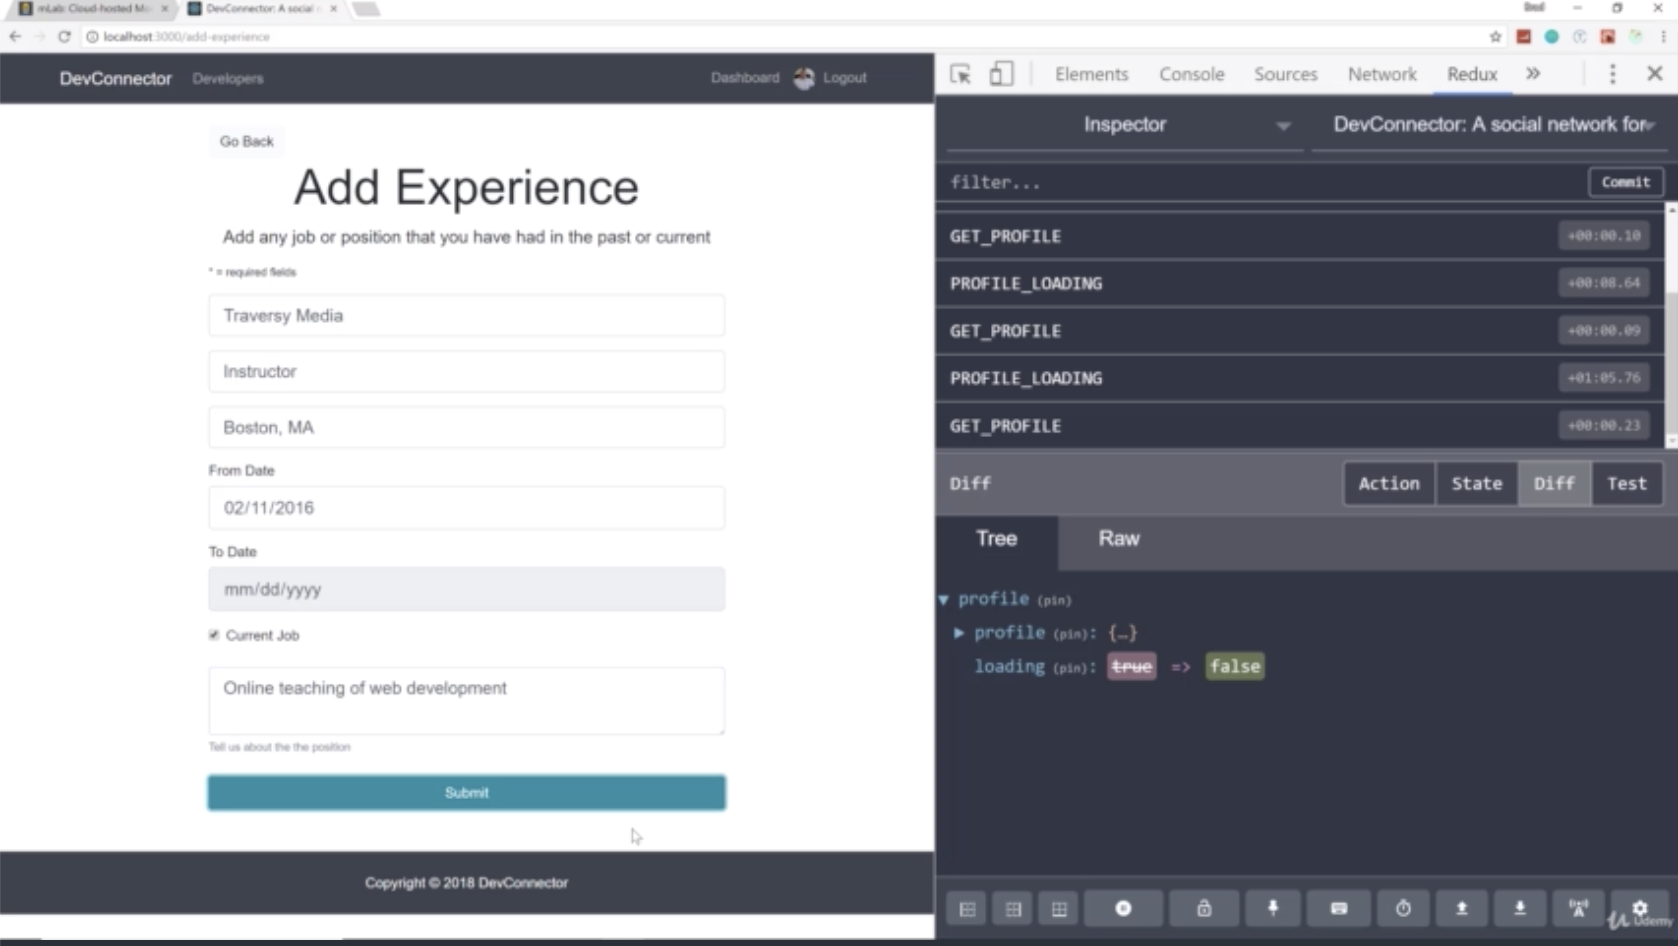 mLab: Cloud-hosted Mo
DevConnector: A social n
localhost:3000/add-experience
DevConnector
Developers
Dashboard
Logout
Go Back
Add Experience
Add any job or position that you have had in the past or current
* = required fields
Traversy Media
Instructor
Boston, MA
From Date
02/11/2016
To Date
mm/dd/yyyy
Current Job
Online teaching of web development
Tell us about the the position
Submit
Copyright © 2018 DevConnector
Elements Console Sources Network Redux »
Inspector
DevConnector: A social network for
filter...
Commit
GET_PROFILE +00:00.10
PROFILE_LOADING +00:08.64
GET_PROFILE +00:00.09
PROFILE_LOADING +01:05.76
GET_PROFILE +00:00.23
Diff
Action State Diff Test
Tree Raw
profile (pin)
profile (pin): {…}
loading (pin): true => false
Udemy